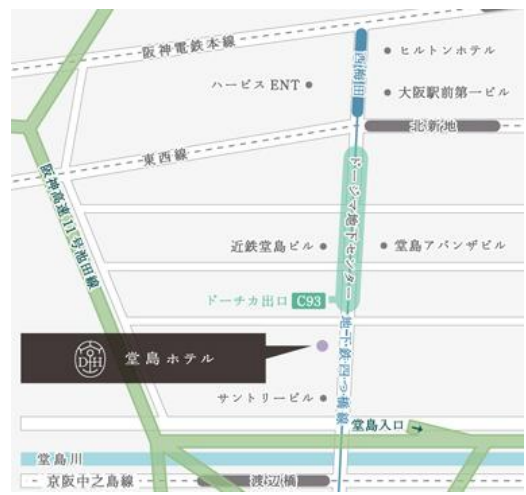 阪神電鉄本線
西梅田
ヒルトンホテル
ハービス ENT
大阪駅前第一ビル
北新地
東西線
阪神高速11号池田線
ドージマ地下センター
近鉄堂島ビル
堂島アバンザビル
ドーチカ出口 C93
地下鉄四つ橋線
DH 堂島ホテル
サントリービル
堂島入口
堂島川
京阪中之島線
渡辺橋